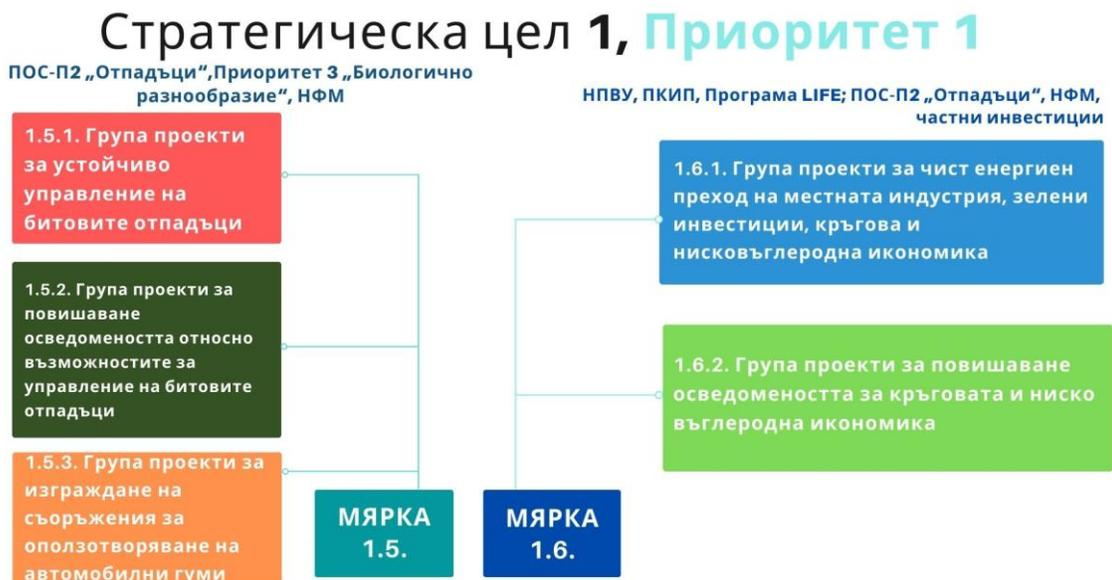 Стратегическа цел 1, Приоритет 1
ПОС-П2 „Отпадъци“,Приоритет 3 „Биологично
разнообразие“, НФМ
1.5.1. Група проекти
за устойчиво
управление на
битовите отпадъци
1.5.2. Група проекти за
повишаване
осведомеността относно
възможностите за
управление на битовите
отпадъци
1.5.3. Група проекти за
изграждане на
съоръжения за
оползотворяване на
автомобилни гуми
МЯРКА
1.5.
НПВУ, ПКИП, Програма LIFE; ПОС-П2 „Отпадъци“, НФМ,
частни инвестиции
1.6.1. Група проекти за чист енергиен
преход на местната индустрия, зелени
инвестиции, кръгова и
нисковъглеродна икономика
1.6.2. Група проекти за повишаване
осведомеността за кръговата и ниско
въглеродна икономика
МЯРКА
1.6.